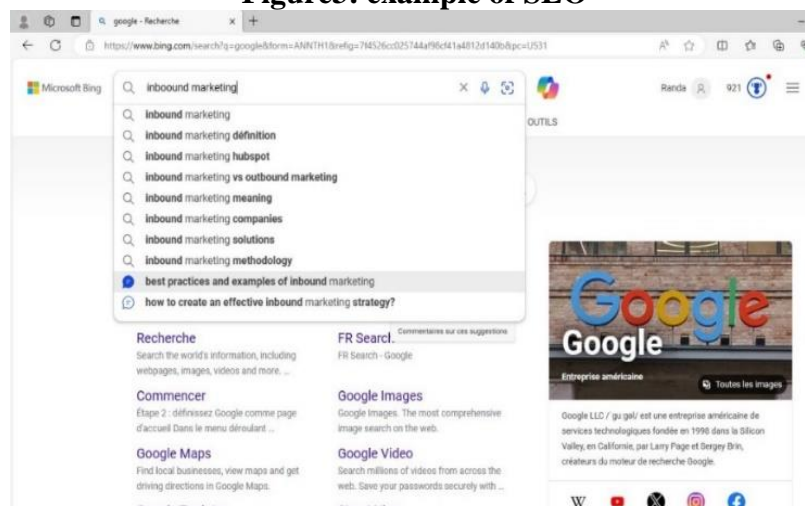 Figure3: example of SEO
google - Recherche
https://www.bing.com/search?q=google&form=ANNTH1&refig=7f4526cc025744af98cf41a4812d140b&pc=U531
Microsoft Bing
inboound marketing
Randa
921
OUTILS
inbound marketing
inbound marketing définition
inbound marketing hubspot
inbound marketing vs outbound marketing
inbound marketing meaning
inbound marketing companies
inbound marketing solutions
inbound marketing methodology
best practices and examples of inbound marketing
how to create an effective inbound marketing strategy?
Commentaires sur ces suggestions
Recherche
Search the world's information, including
webpages, images, videos and more. ...
FR Search
FR Search - Google
Commencer
Étape 2 : définissez Google comme page
d'accueil Dans le menu déroulant ...
Google Images
Google Images. The most comprehensive
image search on the web.
Google Maps
Find local businesses, view maps and get
driving directions in Google Maps.
Google Video
Search millions of videos from across the
web. Save your passwords securely with ...
Google
Google
Entreprise américaine
Toutes les images
Google LLC / guːgəl/ est une entreprise américaine de
services technologiques fondée en 1998 dans la Silicon
Valley, en Californie, par Larry Page et Sergey Brin,
créateurs du moteur de recherche Google.
W